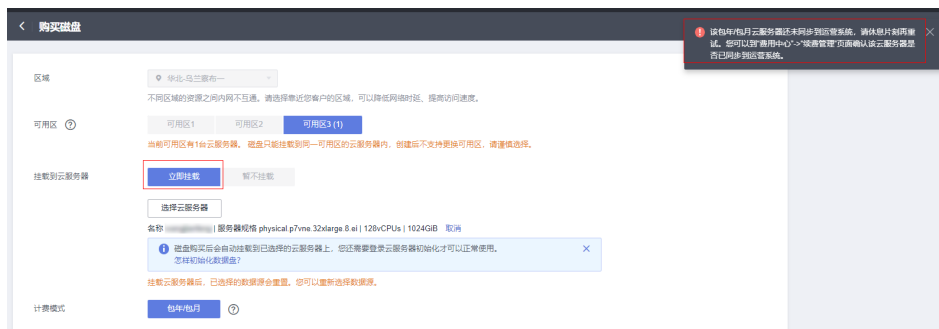 购买磁盘
该包年/包月云服务器还未同步到运营系统，请休息片刻再重
试。您可以到“费用中心”->“续费管理”页面确认该云服务器是
否已同步到运营系统。
区域
华北-乌兰察布一
不同区域的资源之间内网不互通。请选择靠近您客户的区域，可以降低网络时延、提高访问速度。
可用区
可用区1 可用区2 可用区3 (1)
当前可用区有1台云服务器。 磁盘只能挂载到同一可用区的云服务器内，创建后不支持更换可用区，请谨慎选择。
挂载到云服务器
立即挂载 暂不挂载
选择云服务器
名称 | 服务器规格 physical.p7vne.32xlarge.8.ei | 128vCPUs | 1024GiB 取消
磁盘购买后会自动挂载到已选择的云服务器上，您还需要登录云服务器初始化才可以正常使用。
怎样初始化数据盘?
挂载云服务器后，已选择的数据源会重置。您可以重新选择数据源。
计费模式
包年/包月